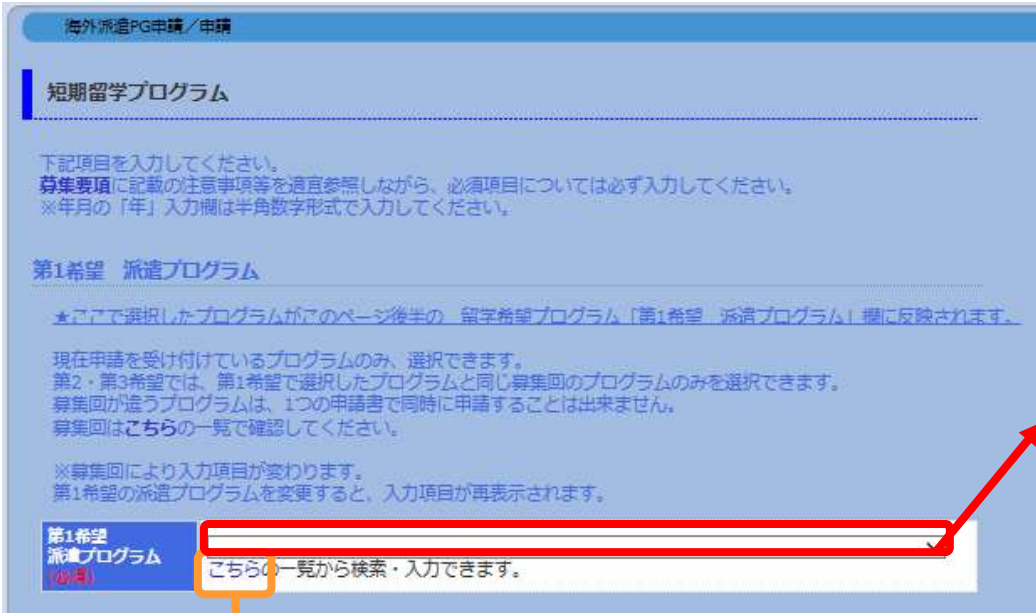 海外派遣PG申請／申請
短期留学プログラム
下記項目を入力してください。
募集要項に記載の注意事項等を適宜参照しながら、必須項目については必ず入力してください。
※年月の「年」入力欄は半角数字形式で入力してください。
第1希望　派遣プログラム
★ここで選択したプログラムがこのページ後半の　留学希望プログラム「第1希望　派遣プログラム」欄に反映されます。
現在申請を受け付けているプログラムのみ、選択できます。
第2・第3希望では、第1希望で選択したプログラムと同じ募集回のプログラムのみを選択できます。
募集回が違うプログラムは、1つの申請書で同時に申請することは出来ません。
募集回はこちらの一覧で確認してください。
※募集回により入力項目が変わります。
第1希望の派遣プログラムを変更すると、入力項目が再表示されます。
第1希望
派遣プログラム
(必須)
こちらの一覧から検索・入力できます。